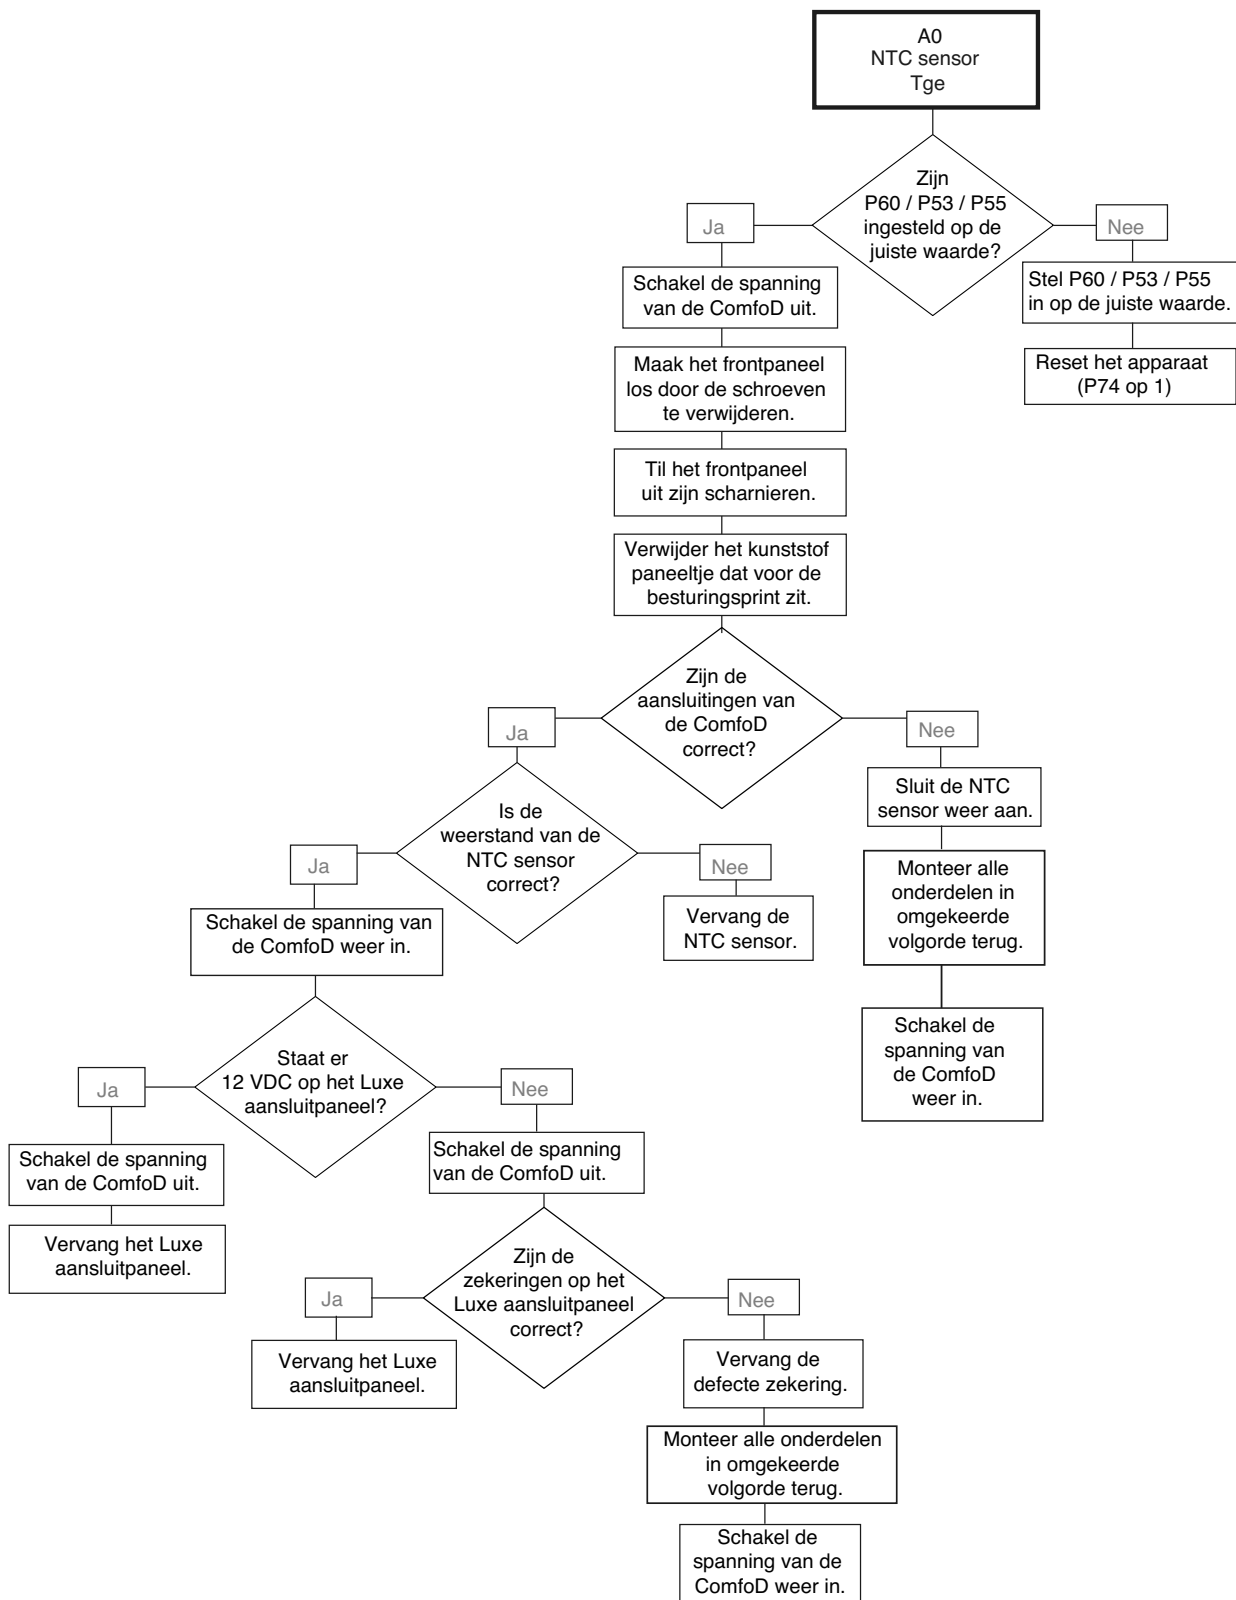 A0
NTC sensor
Tge
Zijn
P60 / P53 / P55
ingesteld op de
juiste waarde?
Ja
Nee
Schakel de spanning
van de ComfoD uit.
Stel P60 / P53 / P55
in op de juiste waarde.
Maak het frontpaneel
los door de schroeven
te verwijderen.
Reset het apparaat
(P74 op 1)
Til het frontpaneel
uit zijn scharnieren.
Verwijder het kunststof
paneeltje dat voor de
besturingsprint zit.
Zijn de
aansluitingen van
de ComfoD
correct?
Ja
Nee
Is de
weerstand van de
NTC sensor
correct?
Sluit de NTC
sensor weer aan.
Ja
Nee
Monteer alle
onderdelen in
omgekeerde
volgorde terug.
Schakel de spanning van
de ComfoD weer in.
Vervang de
NTC sensor.
Schakel de
spanning van
de ComfoD
weer in.
Staat er
12 VDC op het Luxe
aansluitpaneel?
Ja
Nee
Schakel de spanning
van de ComfoD uit.
Schakel de spanning
van de ComfoD uit.
Vervang het Luxe
aansluitpaneel.
Zijn de
zekeringen op het
Luxe aansluitpaneel
correct?
Ja
Nee
Vervang het Luxe
aansluitpaneel.
Vervang de
defecte zekering.
Monteer alle onderdelen
in omgekeerde
volgorde terug.
Schakel de
spanning van de
ComfoD weer in.